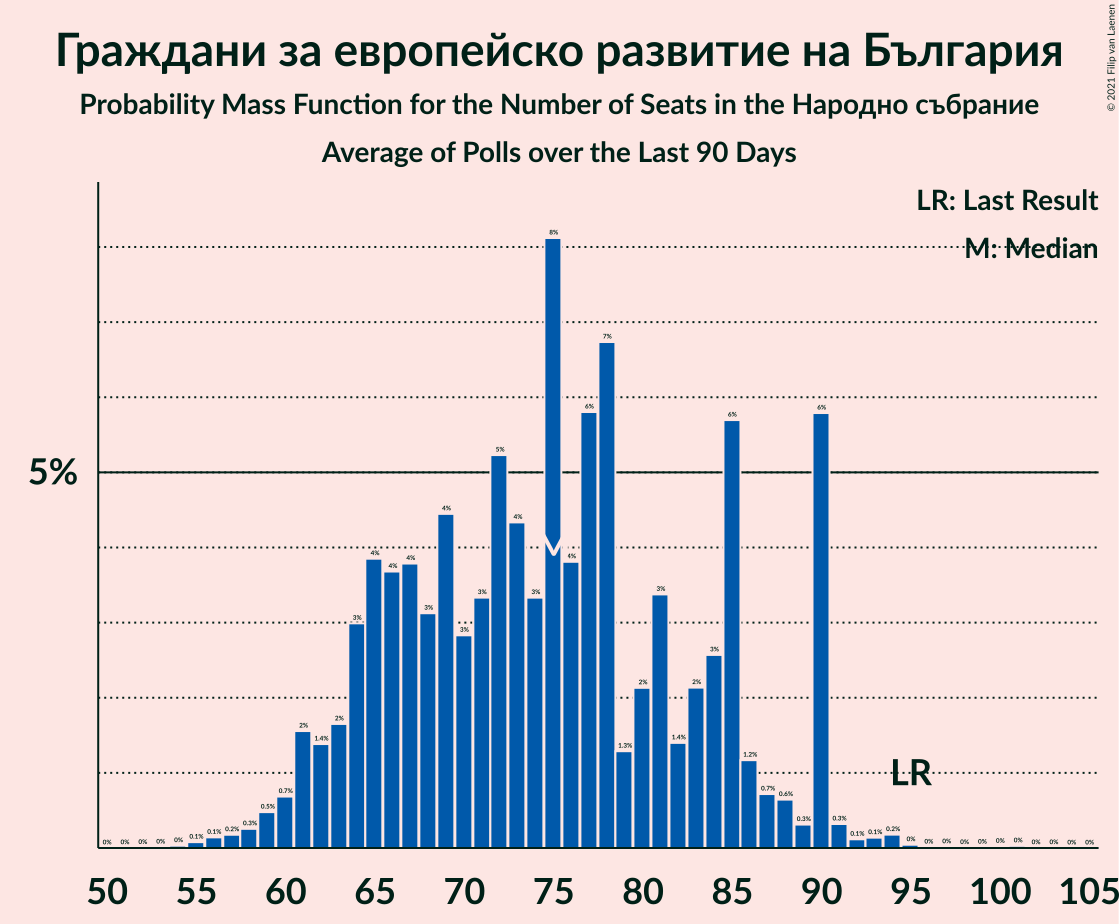 Граждани за европейско развитие на България
Probability Mass Function for the Number of Seats in the Народно събрание
Average of Polls over the Last 90 Days
© 2021 Filip van Laenen
LR: Last Result
M: Median
5%
0% 0% 0% 0% 0% 0.1% 0.1% 0.2% 0.3% 0.5% 0.7% 2% 1.4% 2% 3% 4% 4% 4% 3% 4% 3% 3% 5% 4% 3% 8% 4% 6% 7% 1.3% 2% 3% 1.4% 2% 3% 6% 1.2% 0.7% 0.6% 0.3% 6% 0.3% 0.1% 0.1% 0.2% 0% 0% 0% 0% 0% 0% 0% 0% 0% 0% 0%
LR
50 55 60 65 70 75 80 85 90 95 100 105